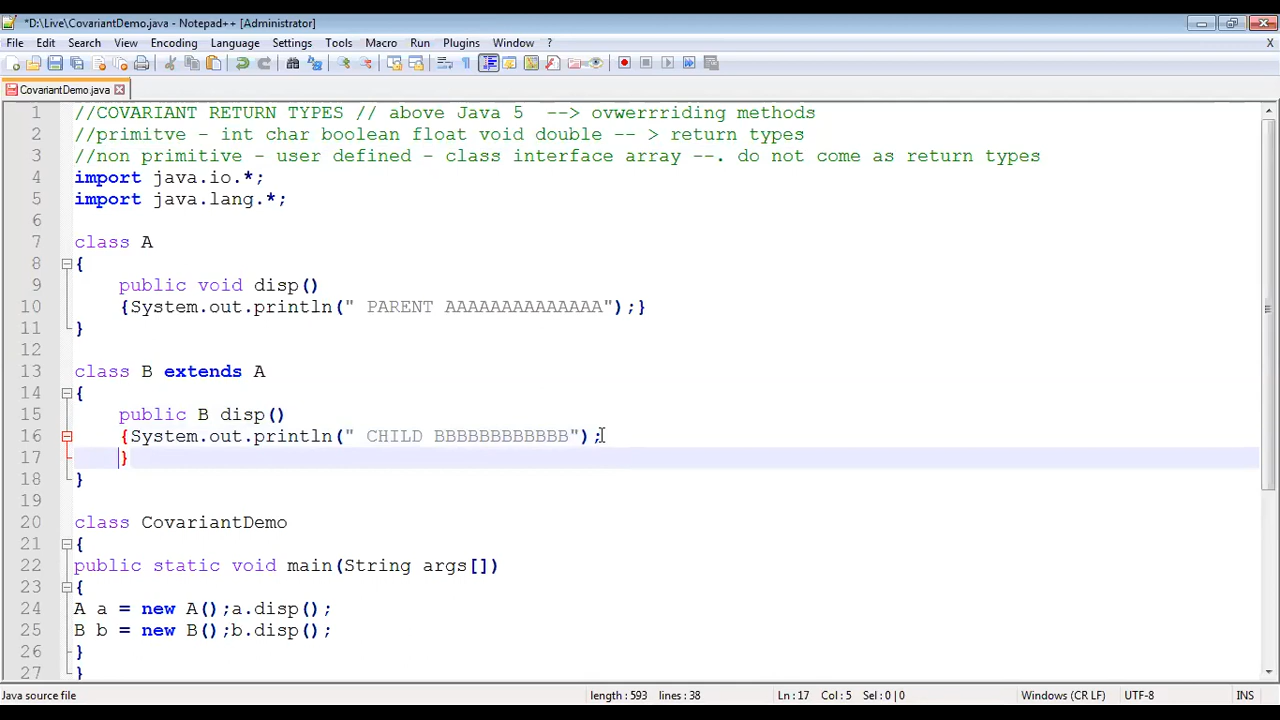 *D:\Live\CovariantDemo.java - Notepad++ [Administrator]
File Edit Search View Encoding Language Settings Tools Macro Run Plugins Window ? X
CovariantDemo.java
1 //COVARIANT RETURN TYPES // above Java 5  --> ovwerrriding methods
2 //primitve - int char boolean float void double -- > return types
3 //non primitive - user defined - class interface array --. do not come as return types
4 import java.io.*;
5 import java.lang.*;
6
7 class A
8 {
9     public void disp()
10     {System.out.println(" PARENT AAAAAAAAAAAAAA");}
11 }
12
13 class B extends A
14 {
15     public B disp()
16     {System.out.println(" CHILD BBBBBBBBBBBB");
17     }
18 }
19
20 class CovariantDemo
21 {
22 public static void main(String args[])
23 {
24 A a = new A();a.disp();
25 B b = new B();b.disp();
26 }
27 }
Java source file length : 593 lines : 38 Ln : 17 Col : 5 Sel : 0 | 0 Windows (CR LF) UTF-8 INS